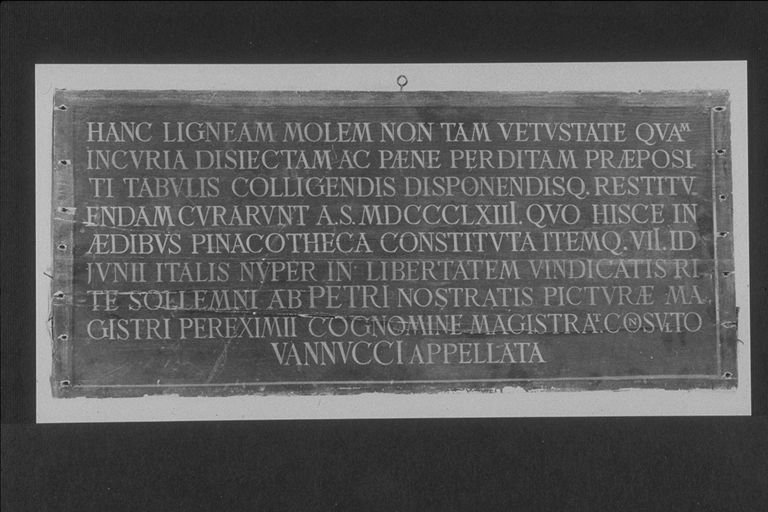 HANC LIGNEAM MOLEM NON TAM VETVSTATE QVAM
INCVRIA DISIECTAM AC PÆNE PERDITAM PRÆPOSI
TI TABVLIS COLLIGENDIS DISPONENDISQ. RESTITV
ENDAM CVRARVNT A.S. MDCCCCLXIII. QVO HISCE IN
ÆDIBVS PINACOTHECA CONSTITVTA ITEMQ. VII. ID
IVNII ITALIS NVPER IN LIBERTATEM VINDICATIS RI
TE SOLLEMNI AB PETRI NOSTRATIS PICTVRÆ MA
GISTRI PEREXIMII COGNOMINE MAGISTRAT. CONSVLTO
VANNVCCI APPELLATA